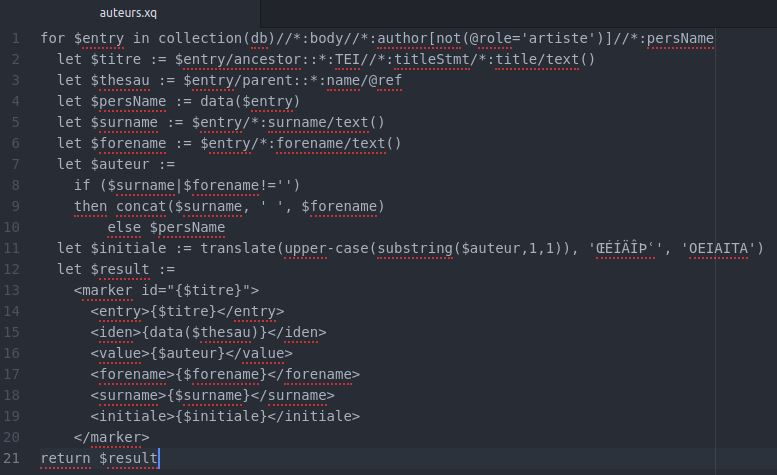 auteurs.xq
1 for $entry in collection(db)//*:body//*:author[not(@role='artiste')]//*:persName
2   let $titre := $entry/ancestor::*:TEI//*:titleStmt/*:title/text()
3   let $thesau := $entry/parent::*:name/@ref
4   let $persName := data($entry)
5   let $surname := $entry/*:surname/text()
6   let $forename := $entry/*:forename/text()
7   let $auteur :=
8     if ($surname|$forename!='')
9     then concat($surname, ' ', $forename)
10         else $persName
11   let $initiale := translate(upper-case(substring($auteur,1,1)), 'ŒÉÍÄÎÞʿ', 'OEIAITA')
12   let $result :=
13     <marker id="{$titre}">
14       <entry>{$titre}</entry>
15       <iden>{data($thesau)}</iden>
16       <value>{$auteur}</value>
17       <forename>{$forename}</forename>
18       <surname>{$surname}</surname>
19       <initiale>{$initiale}</initiale>
20     </marker>
21 return $result